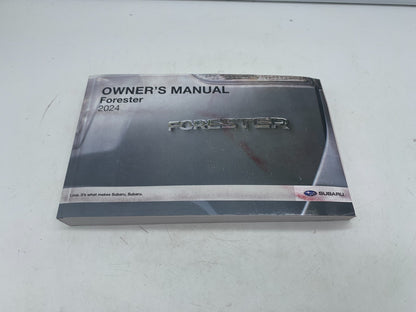 OWNER'S MANUAL
Forester
2024
FORESTER
Love. It's what makes Subaru, Subaru.
SUBARU